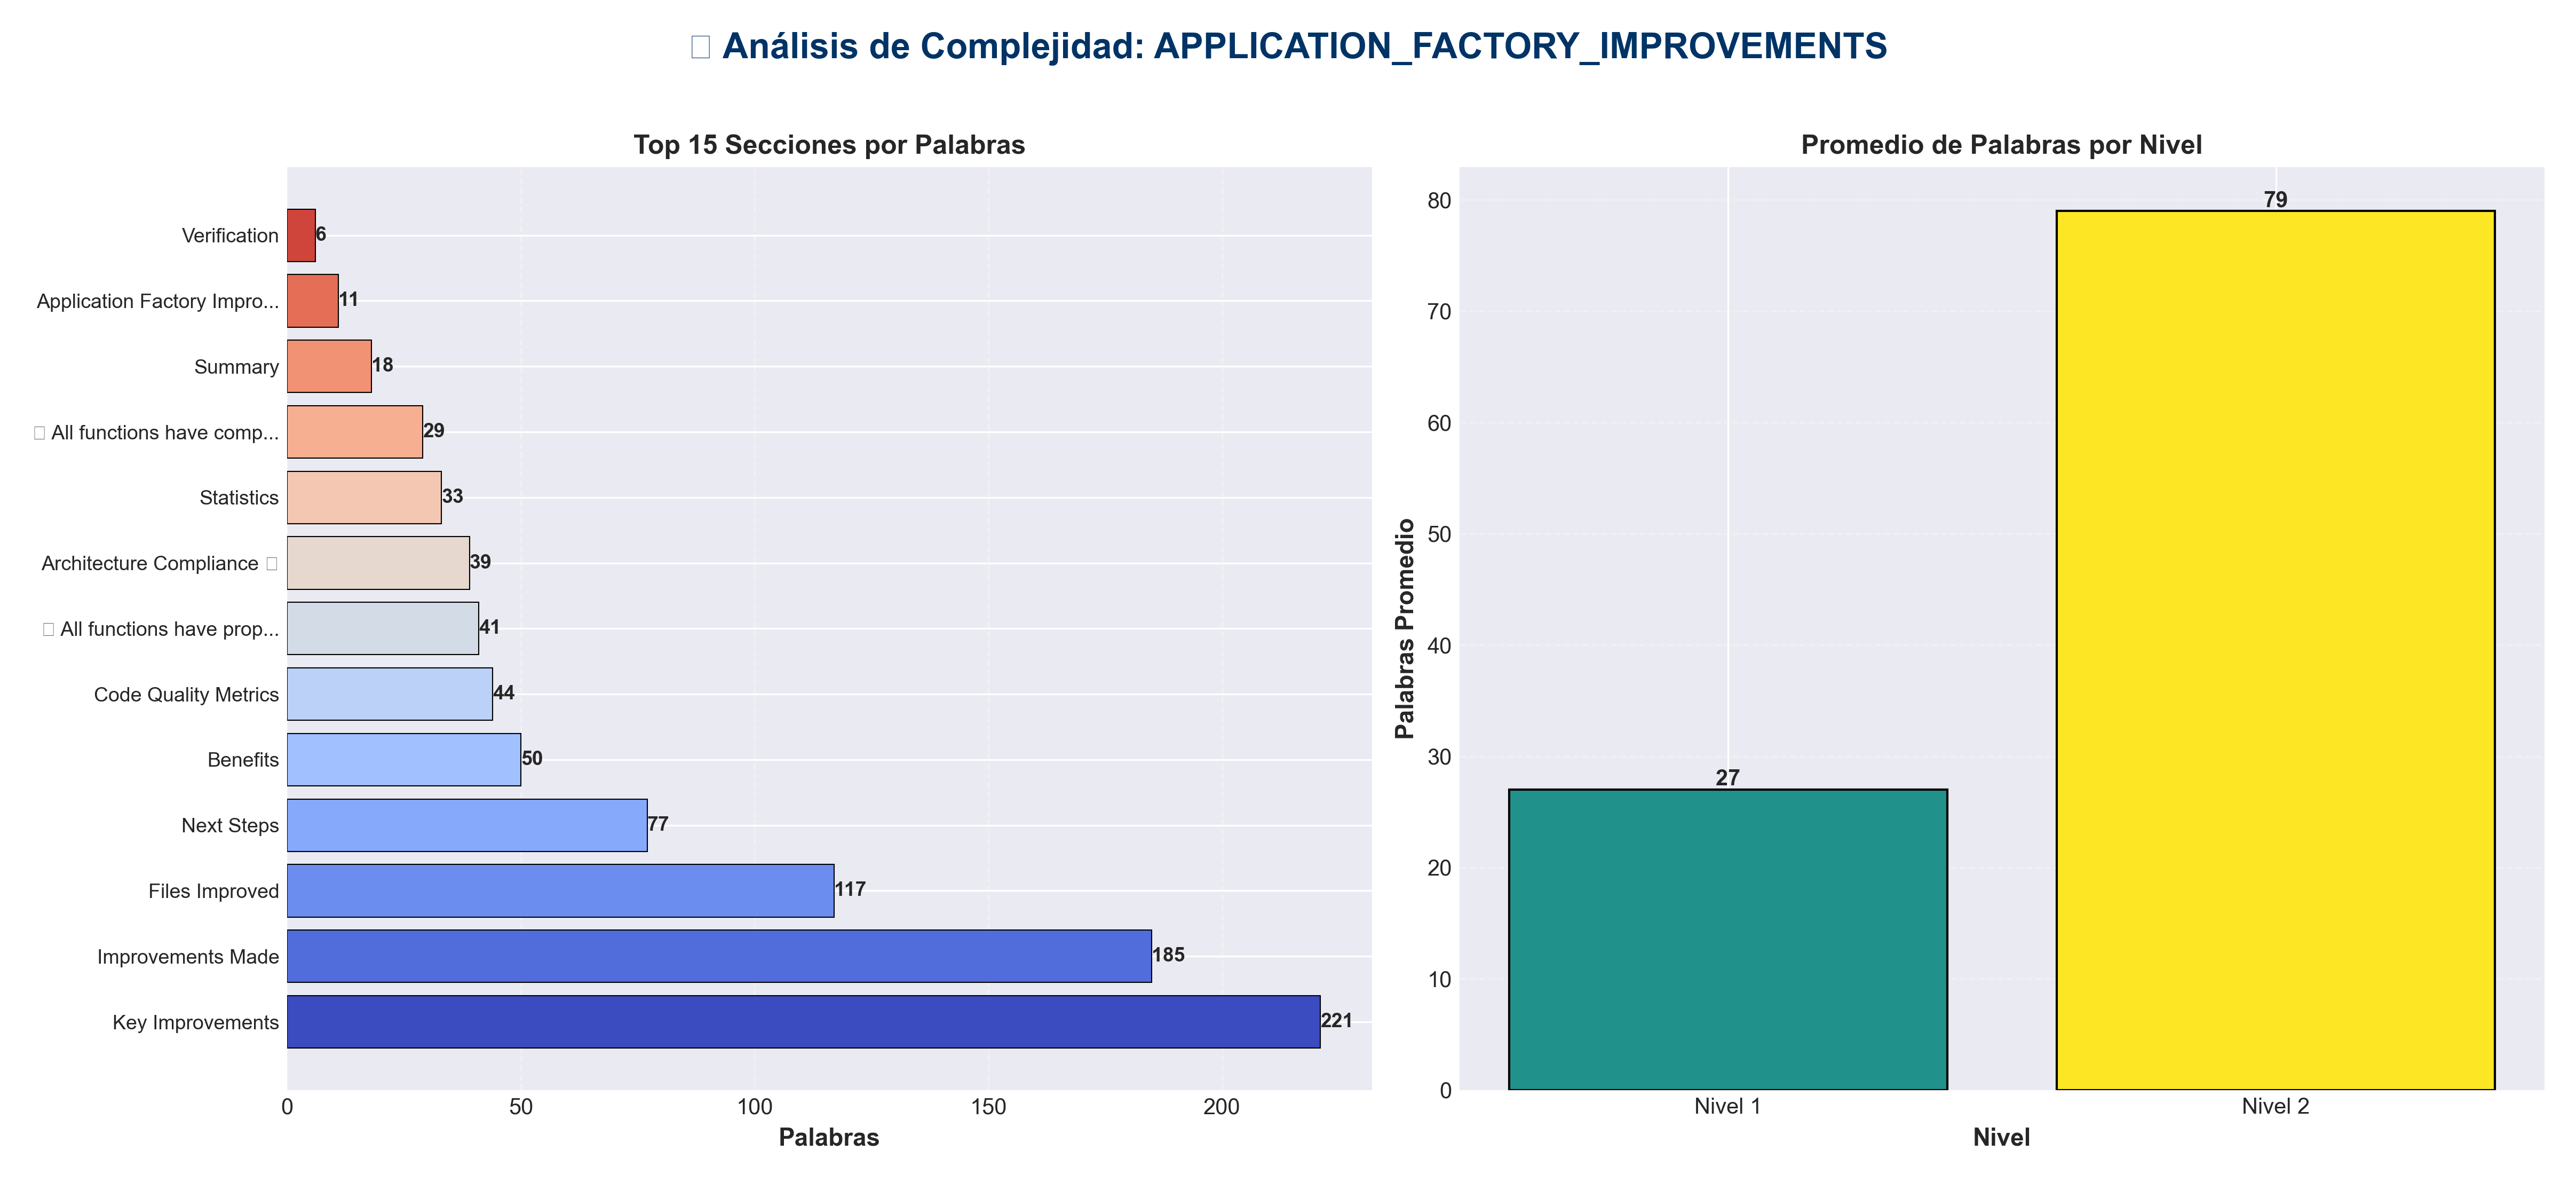 ▯ Análisis de Complejidad: APPLICATION_FACTORY_IMPROVEMENTS
Top 15 Secciones por Palabras
Verification
6
Application Factory Impro...
11
Summary
18
▯ All functions have comp...
29
Statistics
33
Architecture Compliance ▯
39
▯ All functions have prop...
41
Code Quality Metrics
44
Benefits
50
Next Steps
77
Files Improved
117
Improvements Made
185
Key Improvements
221
0 50 100 150 200
Palabras
Promedio de Palabras por Nivel
Palabras Promedio
80
70
60
50
40
30
20
10
0
27
79
Nivel 1 Nivel 2
Nivel